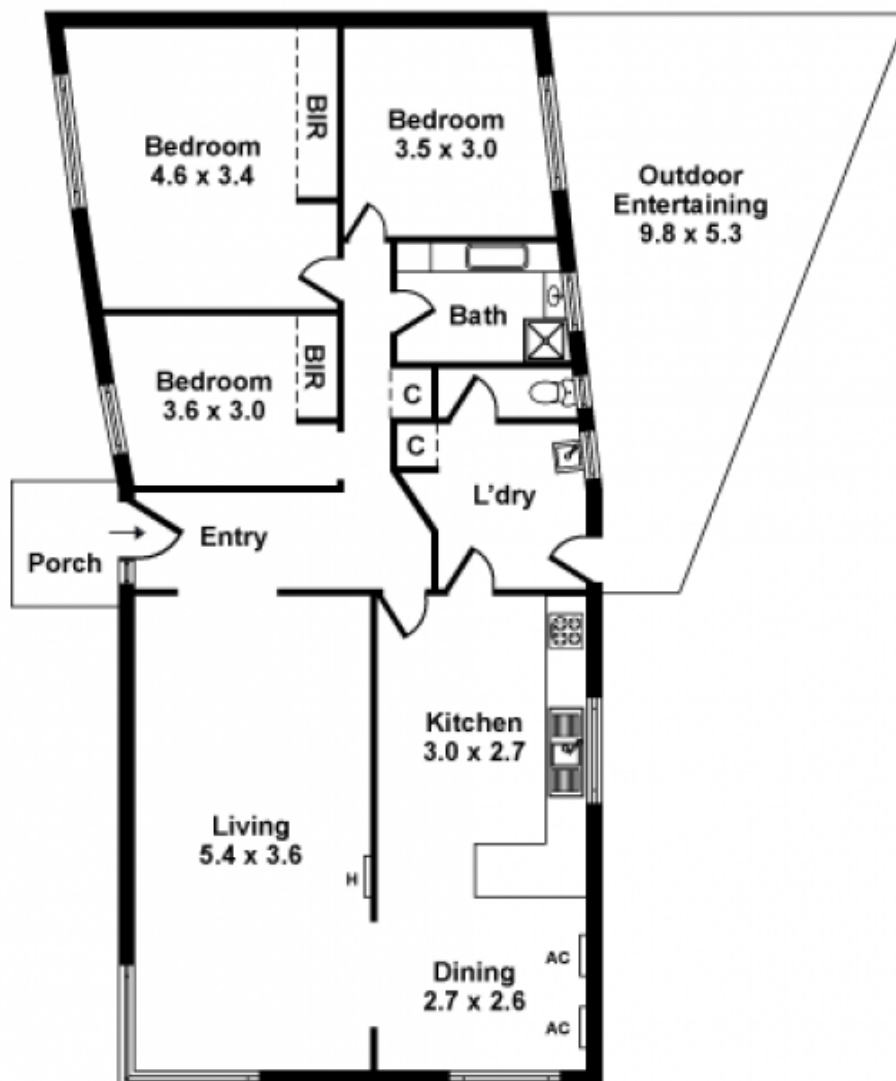 Bedroom
4.6 x 3.4
BIR
Bedroom
3.5 x 3.0
Outdoor
Entertaining
9.8 x 5.3
Bath
Bedroom
3.6 x 3.0
BIR
C
C
L'dry
Entry
Porch
Kitchen
3.0 x 2.7
Living
5.4 x 3.6
H
Dining
2.7 x 2.6
AC
AC